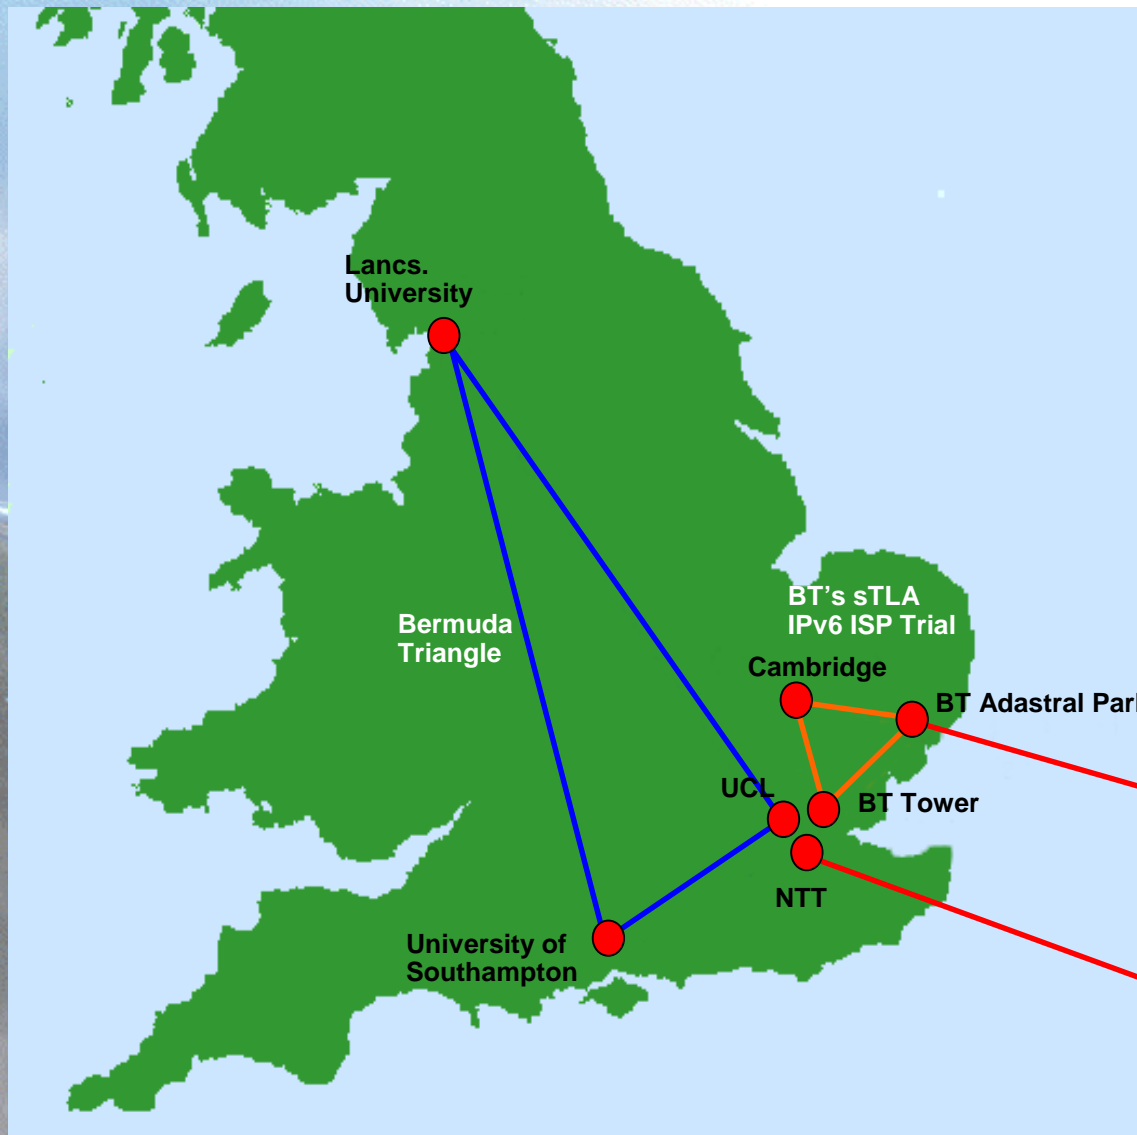 Lancs.
University
Bermuda
Triangle
BT’s sTLA
IPv6 ISP Trial
Cambridge
BT Adastral Park
UCL
BT Tower
NTT
University of
Southampton